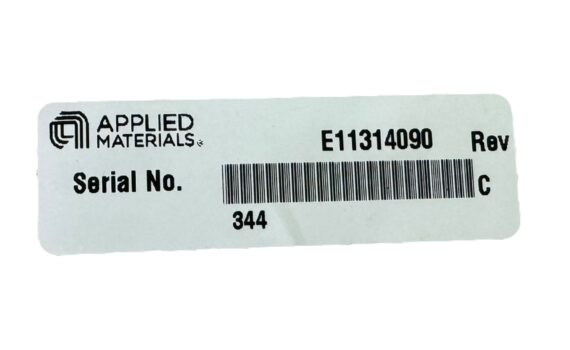 APPLIED
MATERIALS
E11314090 Rev
Serial No. C
344